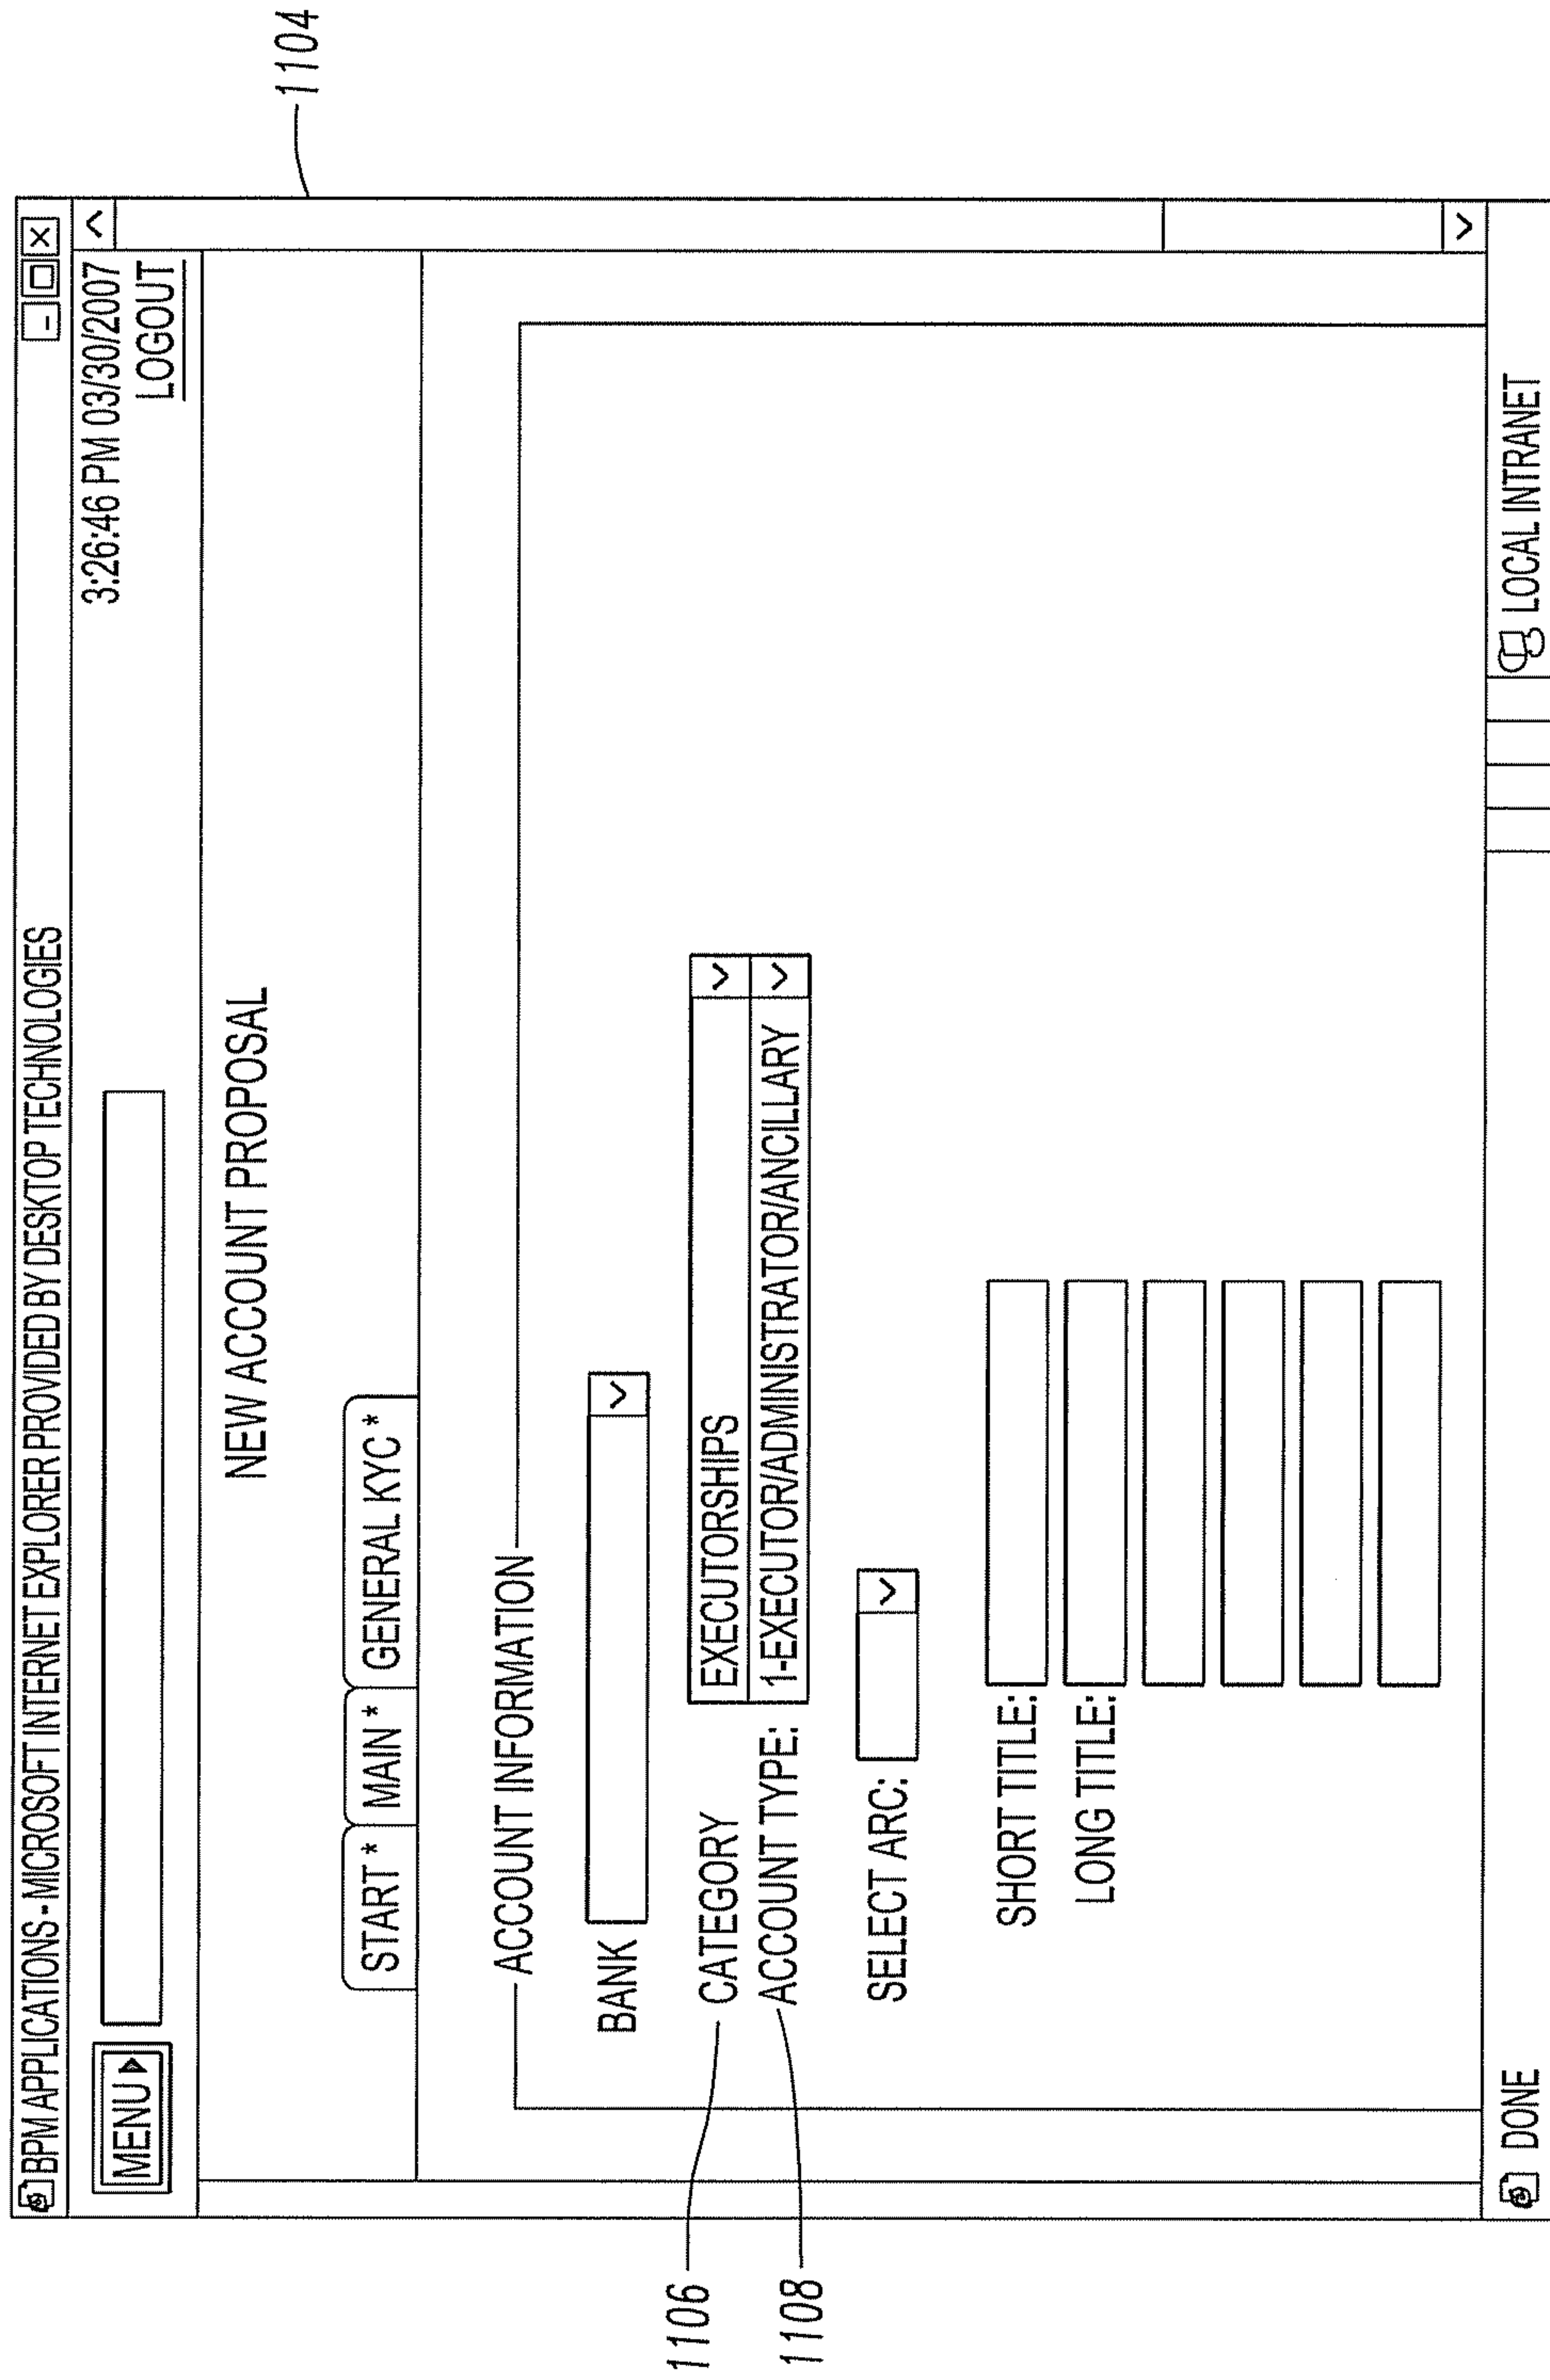 1104
BPM APPLICATIONS - MICROSOFT INTERNET EXPLORER PROVIDED BY DESKTOP TECHNOLOGIES
MENU
3:26:46 PM 03/30/2007
LOGOUT
NEW ACCOUNT PROPOSAL
START * MAIN * GENERAL KYC *
ACCOUNT INFORMATION
BANK
1106
CATEGORY EXECUTORSHIPS
1108
ACCOUNT TYPE: 1-EXECUTOR/ADMINISTRATOR/ANCILLARY
SELECT ARC:
SHORT TITLE:
LONG TITLE:
DONE
LOCAL INTRANET